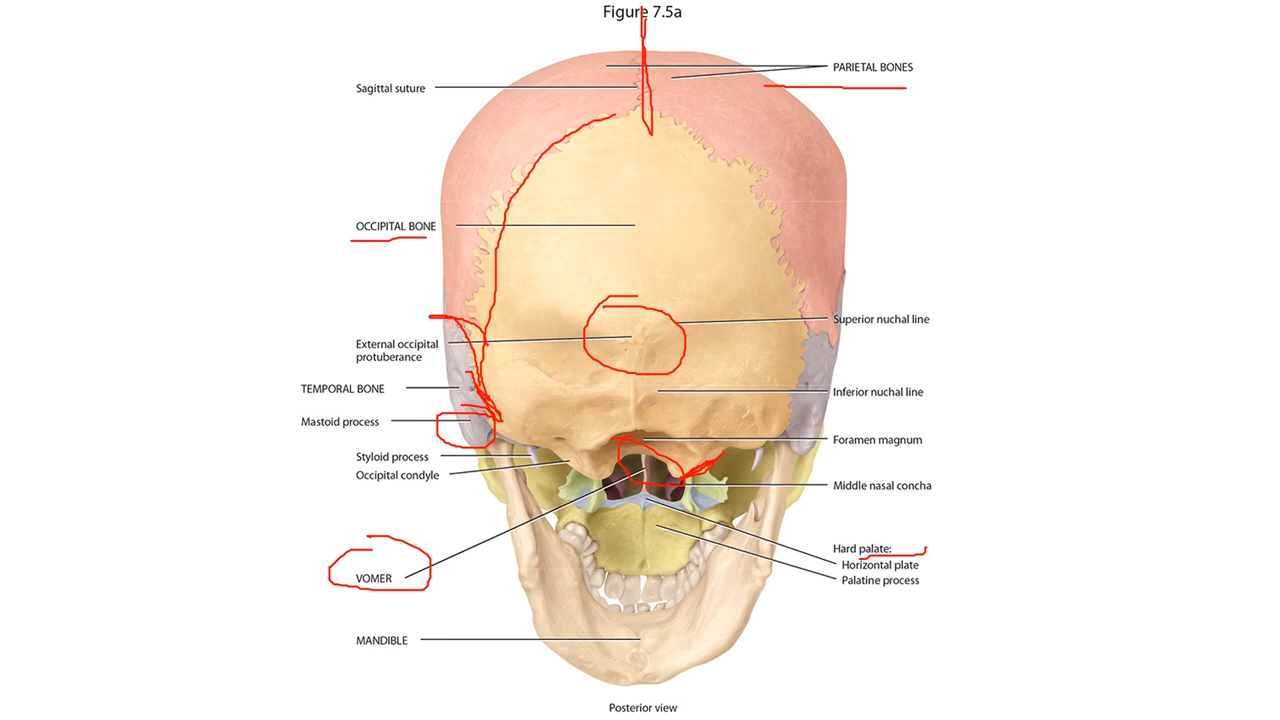 Figure 7.5a
PARIETAL BONES
Sagittal suture
OCCIPITAL BONE
Superior nuchal line
External occipital
protuberance
TEMPORAL BONE
Inferior nuchal line
Mastoid process
Foramen magnum
Styloid process
Occipital condyle
Middle nasal concha
Hard palate:
Horizontal plate
VOMER
Palatine process
MANDIBLE
Posterior view